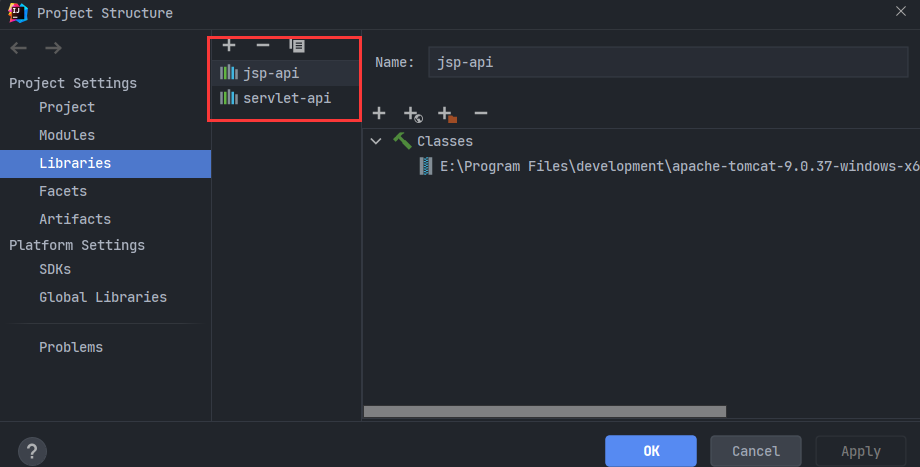 Project Structure
Project Settings
Project
Modules
Libraries
Facets
Artifacts
Platform Settings
SDKs
Global Libraries
Problems
jsp-api
servlet-api
Name: jsp-api
Classes
E:\Program Files\development\apache-tomcat-9.0.37-windows-x6
? OK Cancel Apply